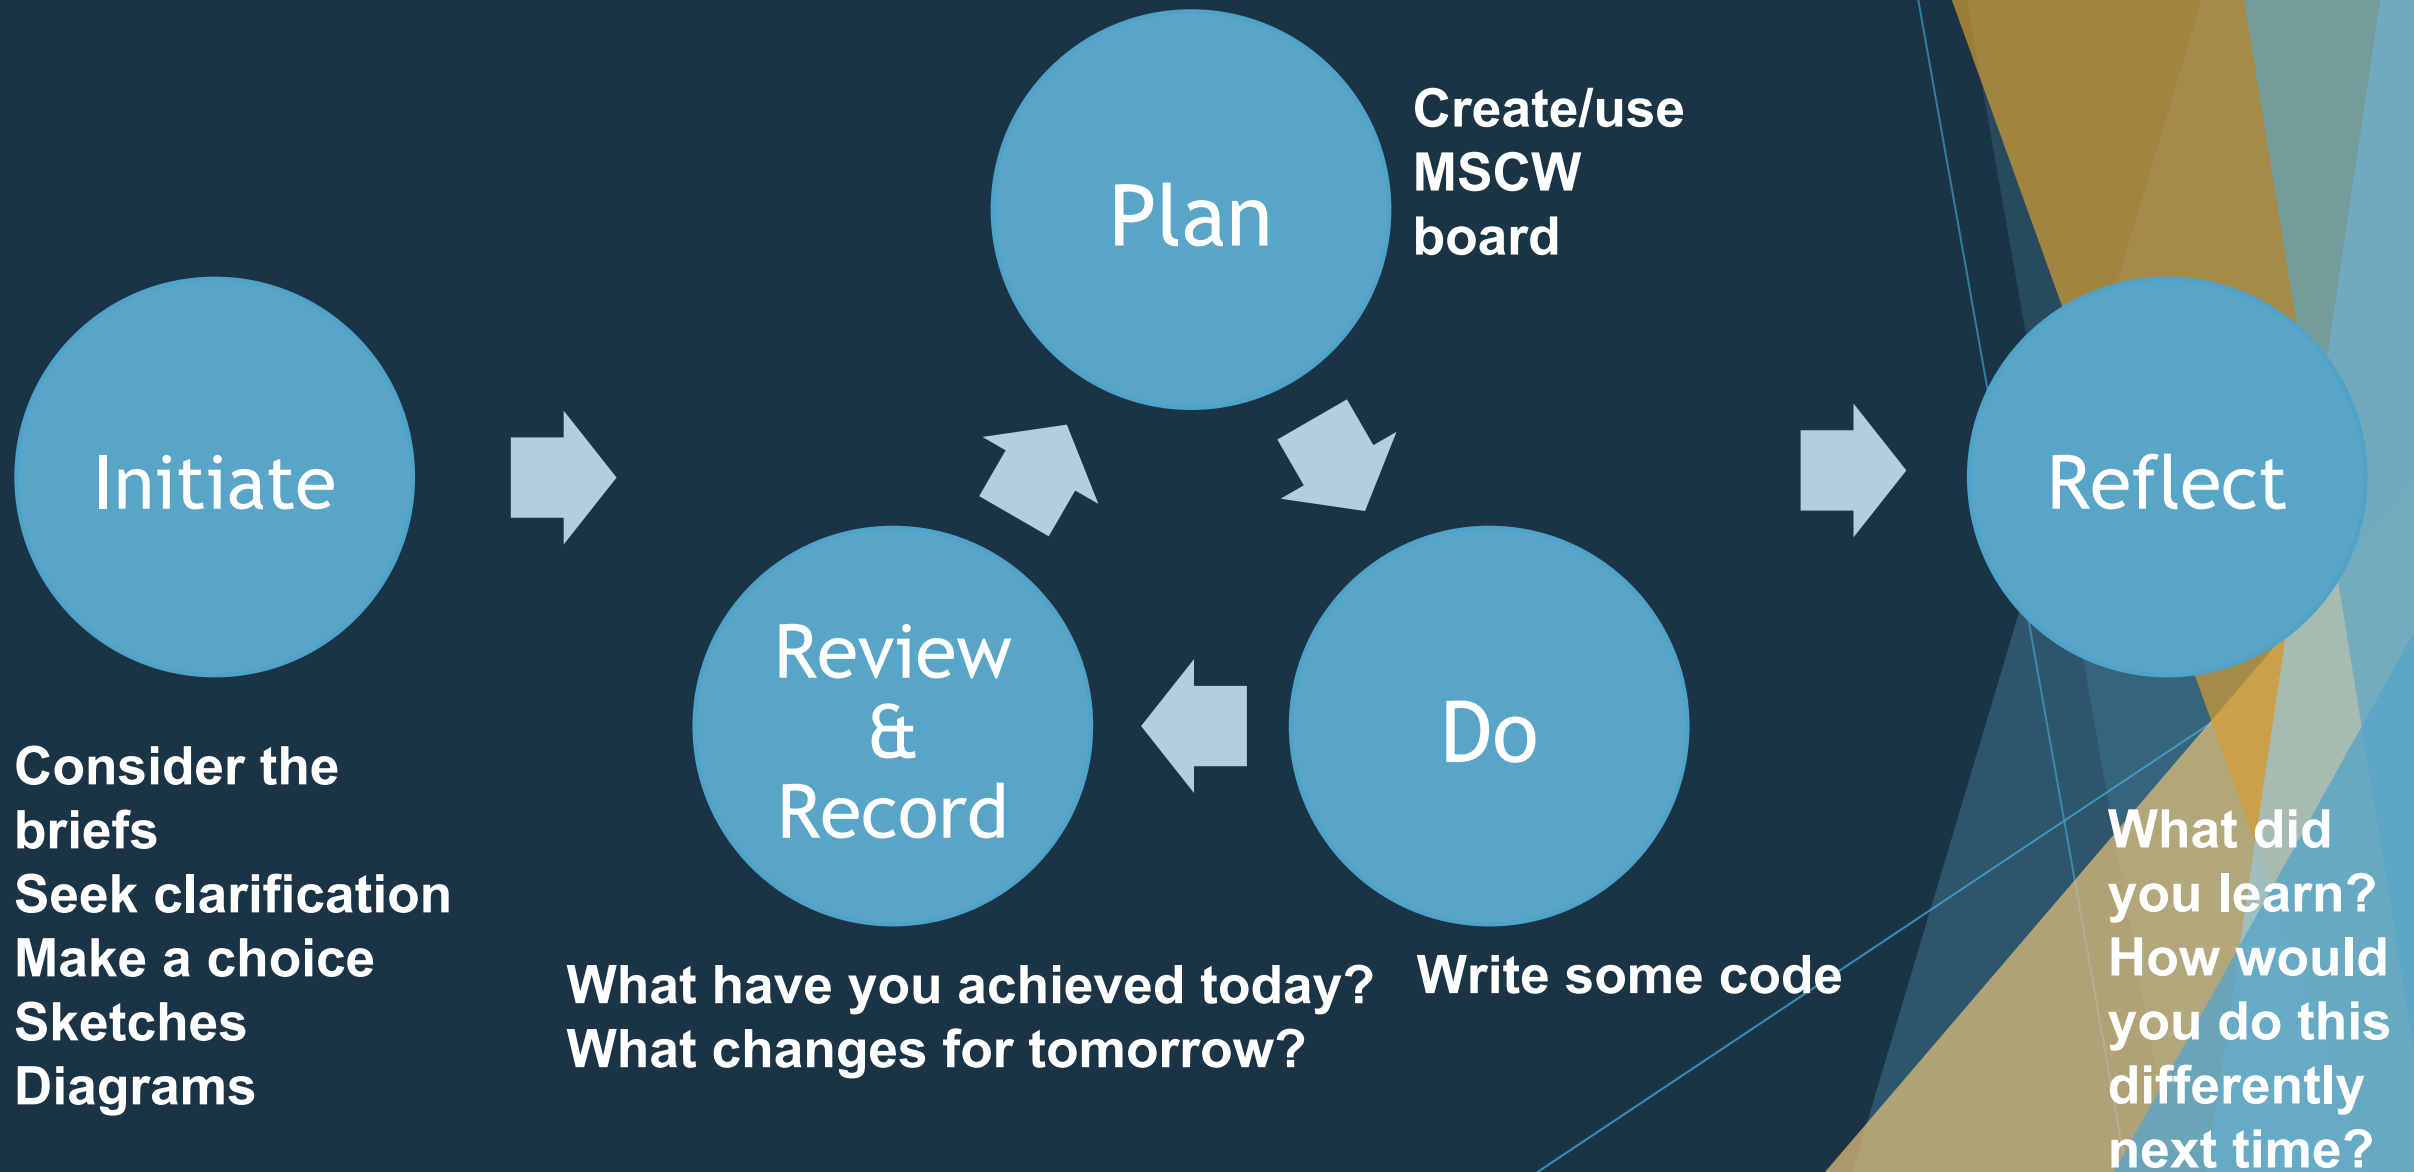 Initiate
Consider the
briefs
Seek clarification
Make a choice
Sketches
Diagrams
Plan
Create/use
MSCW
board
Do
Write some code
Review
&
Record
What have you achieved today?
What changes for tomorrow?
Reflect
What did
you learn?
How would
you do this
differently
next time?